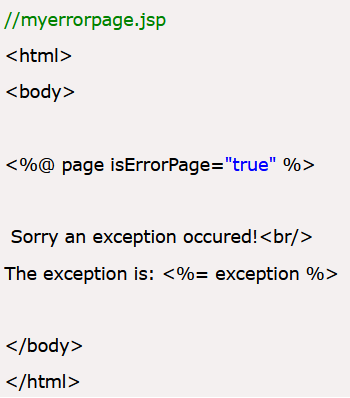 //myerrorpage.jsp
<html>
<body>
<%@ page isErrorPage="true" %>
Sorry an exception occured!<br/>
The exception is: <%= exception %>
</body>
</html>